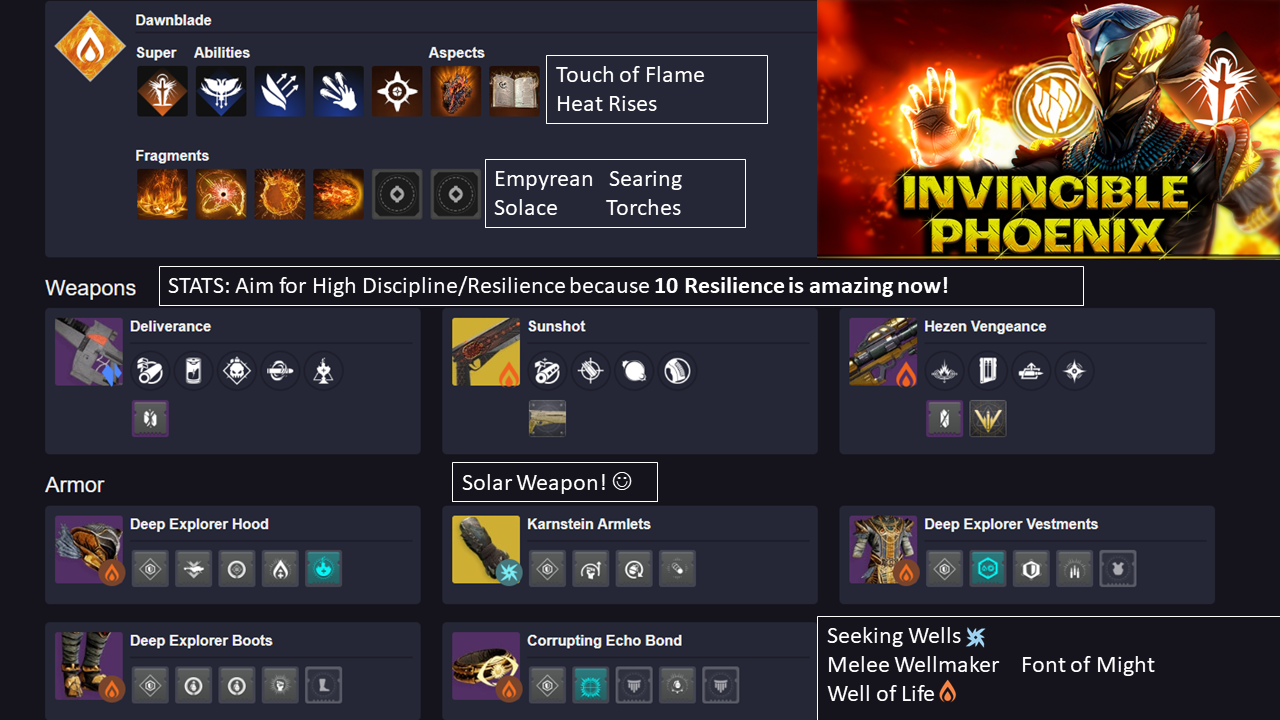 Dawnblade
Super Abilities Aspects
Touch of Flame
Heat Rises
Fragments
Empyrean Searing
Solace Torches
INVINCIBLE
PHOENIX
Weapons
STATS: Aim for High Discipline/Resilience because 10 Resilience is amazing now!
Deliverance
Sunshot
Hezen Vengeance
Solar Weapon! ☺
Armor
Deep Explorer Hood
Karnstein Armlets
Deep Explorer Vestments
Deep Explorer Boots
Corrupting Echo Bond
Seeking Wells
Melee Wellmaker Font of Might
Well of Life